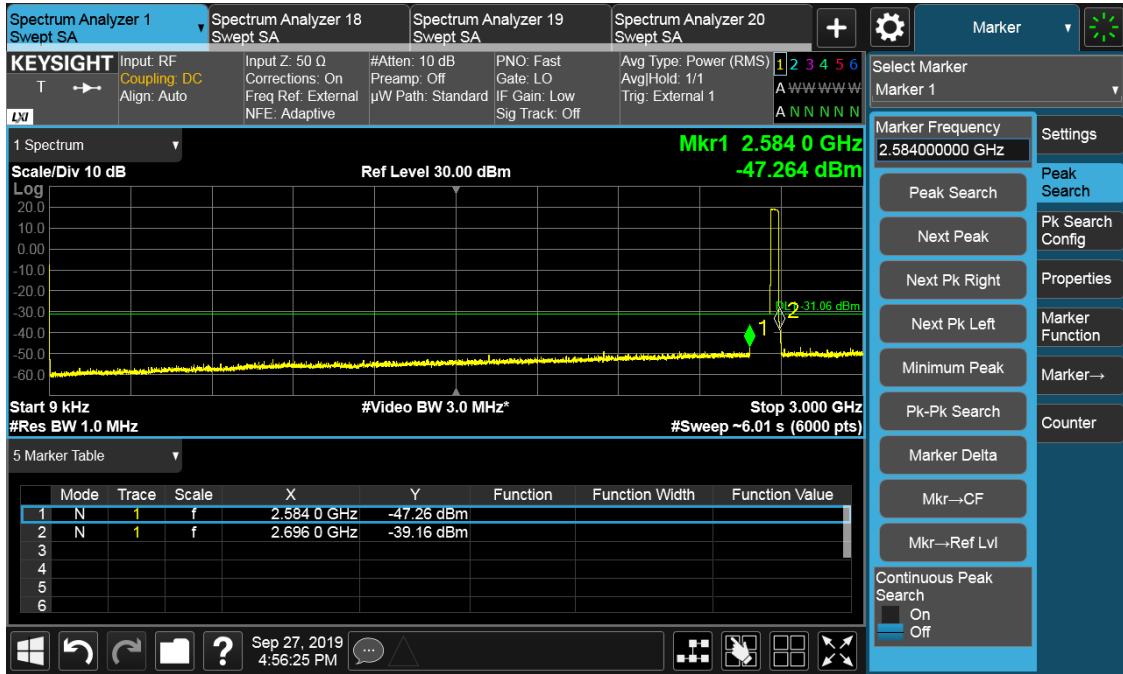 Spectrum Analyzer 1
Swept SA
Spectrum Analyzer 18
Swept SA
Spectrum Analyzer 19
Swept SA
Spectrum Analyzer 20
Swept SA
Marker
KEYSIGHT
T
LXI
Input: RF
Coupling: DC
Align: Auto
Input Z: 50 Ω
Corrections: On
Freq Ref: External
NFE: Adaptive
#Atten: 10 dB
Preamp: Off
µW Path: Standard
PNO: Fast
Gate: LO
IF Gain: Low
Sig Track: Off
Avg Type: Power (RMS)
Avg|Hold: 1/1
Trig: External 1
1 2 3 4 5 6
A W W W W W
A N N N N N
1 Spectrum
Mkr1 2.584 0 GHz
Scale/Div 10 dB
Ref Level 30.00 dBm
-47.264 dBm
Log
20.0
10.0
0.00
-10.0
-20.0
-30.0
-40.0
-50.0
-60.0
-31.06 dBm
1
2
Start 9 kHz
#Video BW 3.0 MHz*
Stop 3.000 GHz
#Res BW 1.0 MHz
#Sweep ~6.01 s (6000 pts)
5 Marker Table
Mode Trace Scale X Y Function Function Width Function Value
1 N 1 f 2.584 0 GHz -47.26 dBm
2 N 1 f 2.696 0 GHz -39.16 dBm
3
4
5
6
?
Sep 27, 2019
4:56:25 PM
Select Marker
Marker 1
Marker Frequency
2.584000000 GHz
Peak Search
Next Peak
Next Pk Right
Next Pk Left
Minimum Peak
Pk-Pk Search
Marker Delta
Mkr→CF
Mkr→Ref Lvl
Continuous Peak
Search
On
Off
Settings
Peak
Search
Pk Search
Config
Properties
Marker
Function
Marker→
Counter